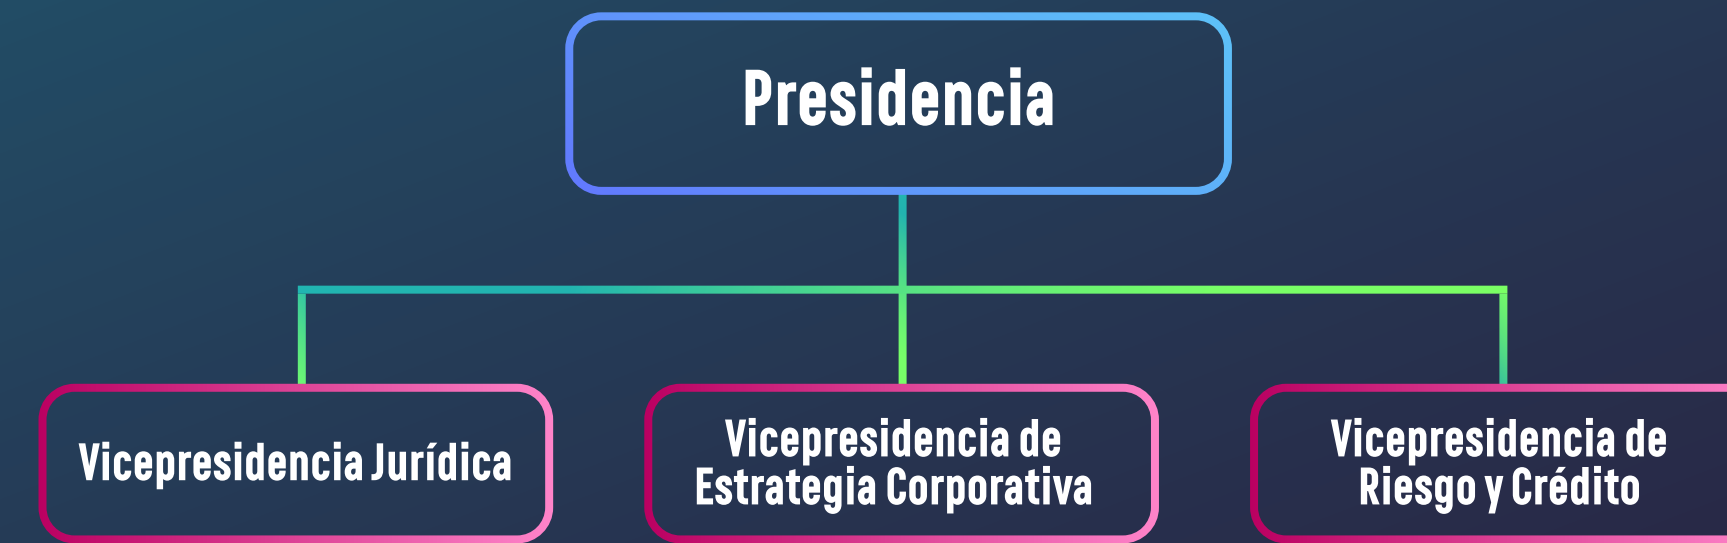 Presidencia
Vicepresidencia Jurídica
Vicepresidencia de
Estrategia Corporativa
Vicepresidencia de
Riesgo y Crédito